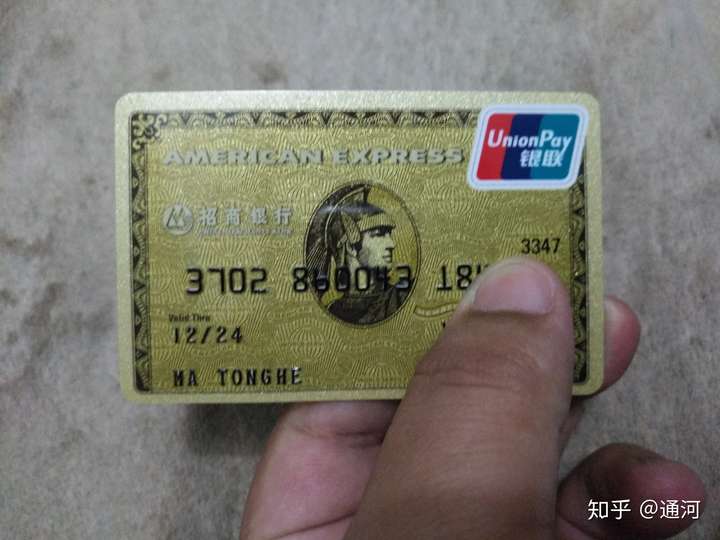 AMERICAN EXPRESS
UnionPay
银联
招商银行
3347
3702 860043 18
Valid Thru
12/24
MA TONGHE
知乎 @通河